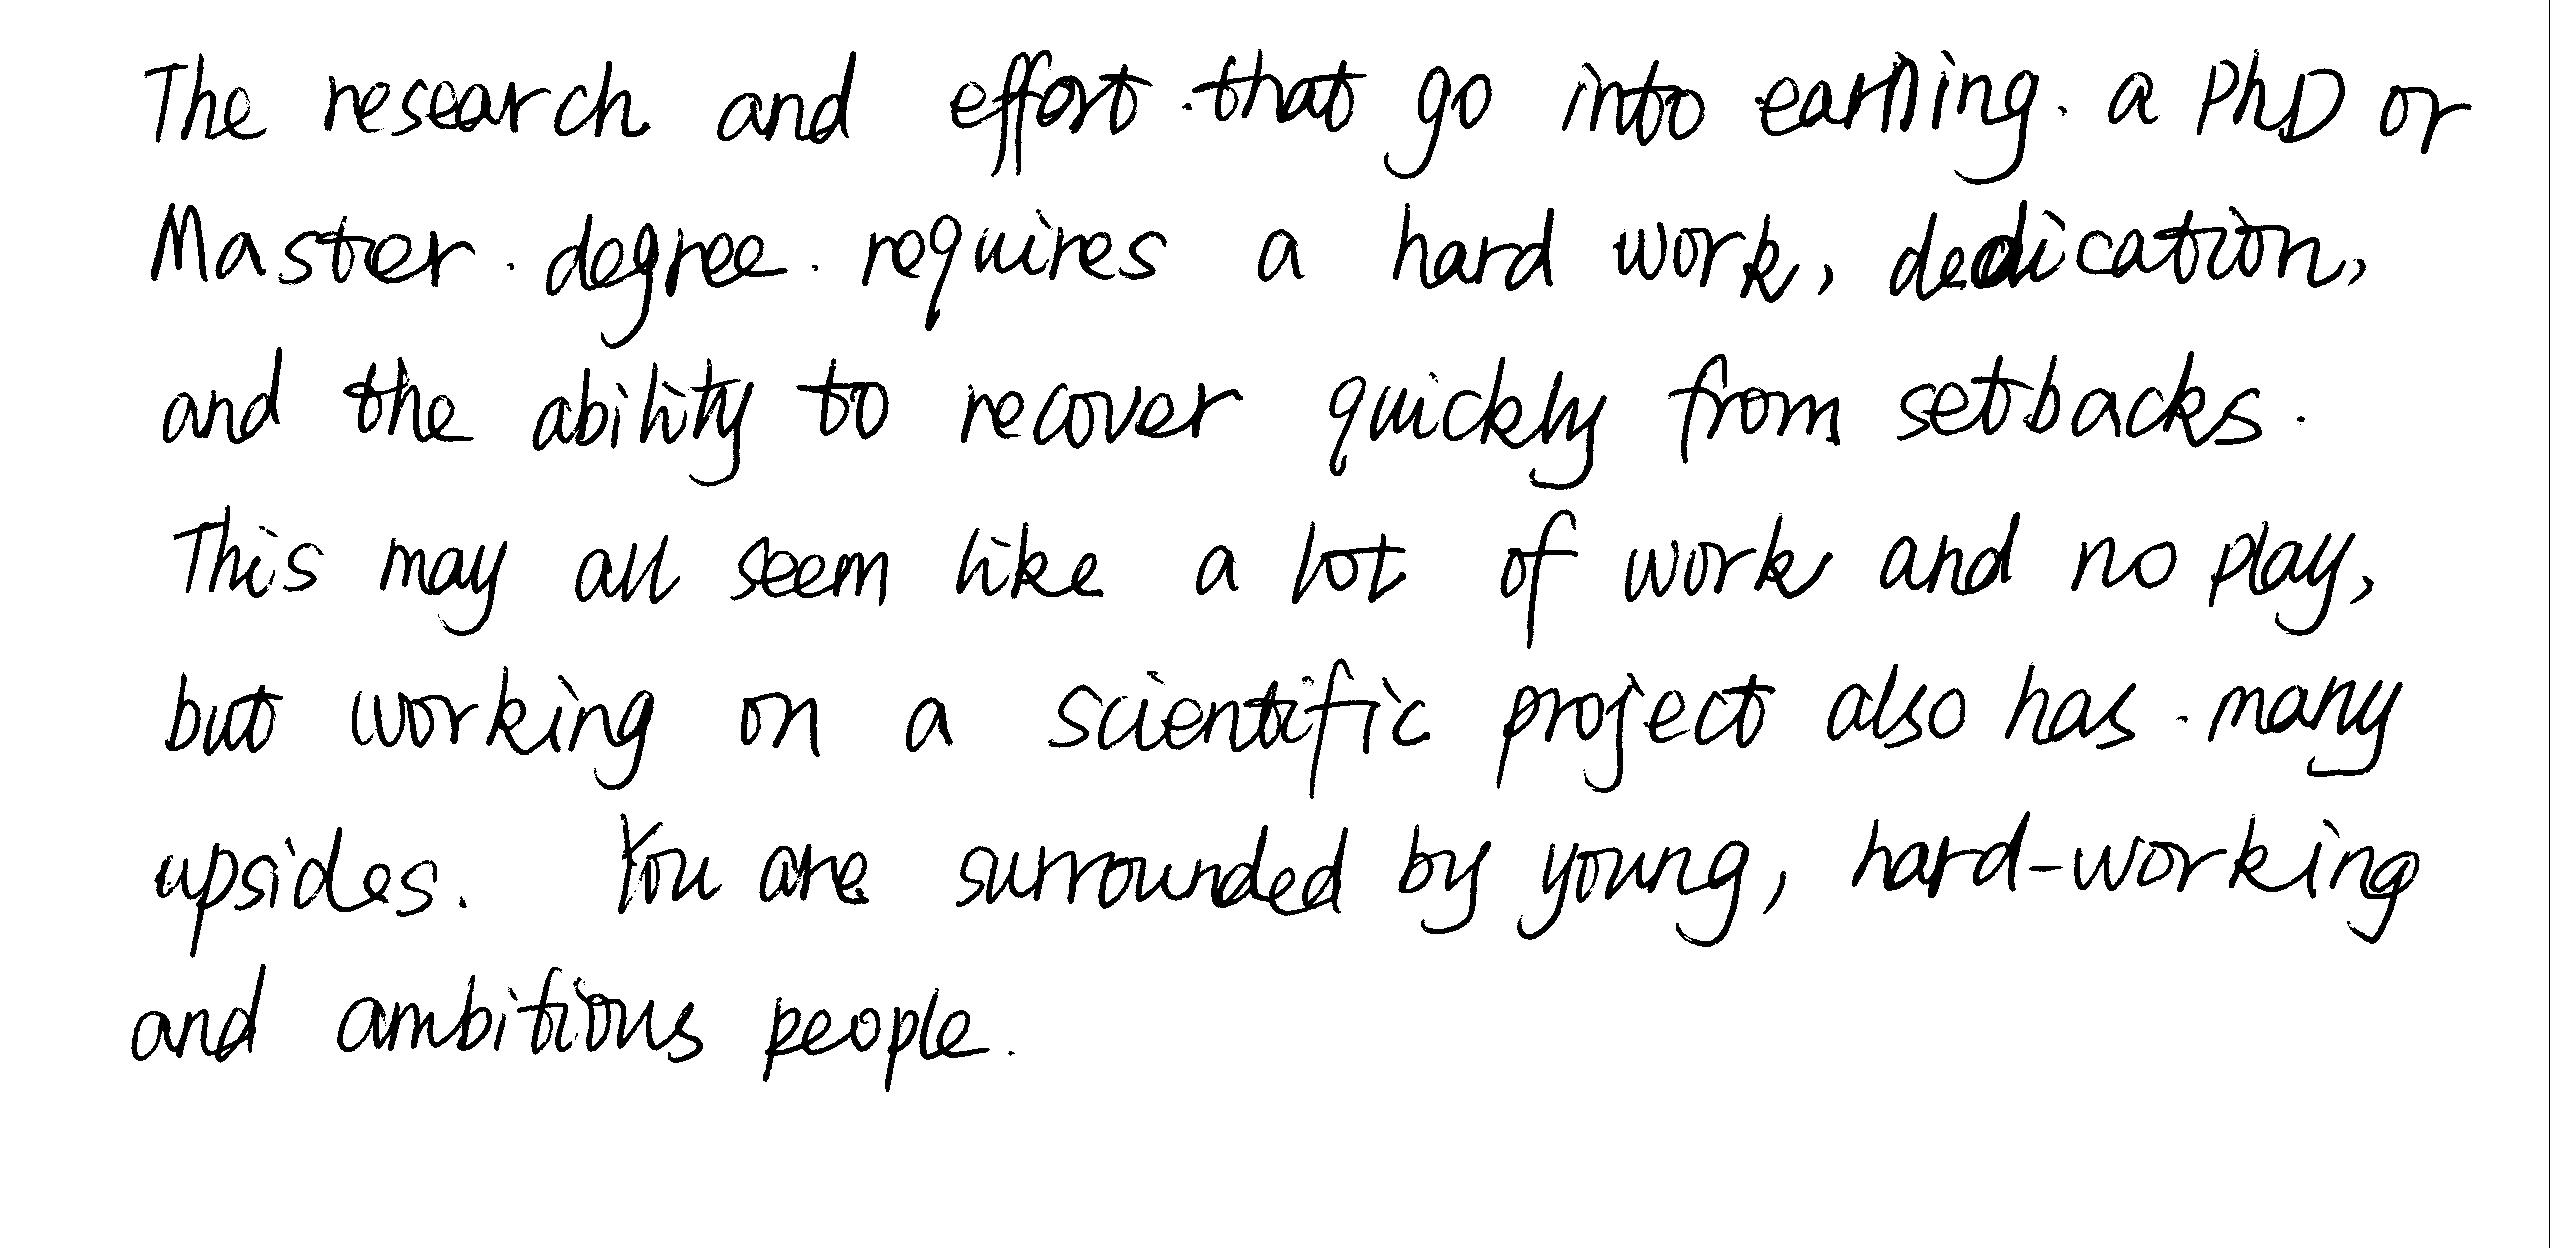 The research and effort that go into earning a PhD or
Master degree requires a hard work, dedication,
and the ability to recover quickly from setbacks.
This may all seem like a lot of work and no play,
but working on a scientific project also has many
upsides. You are surrounded by young, hard-working
and ambitious people.